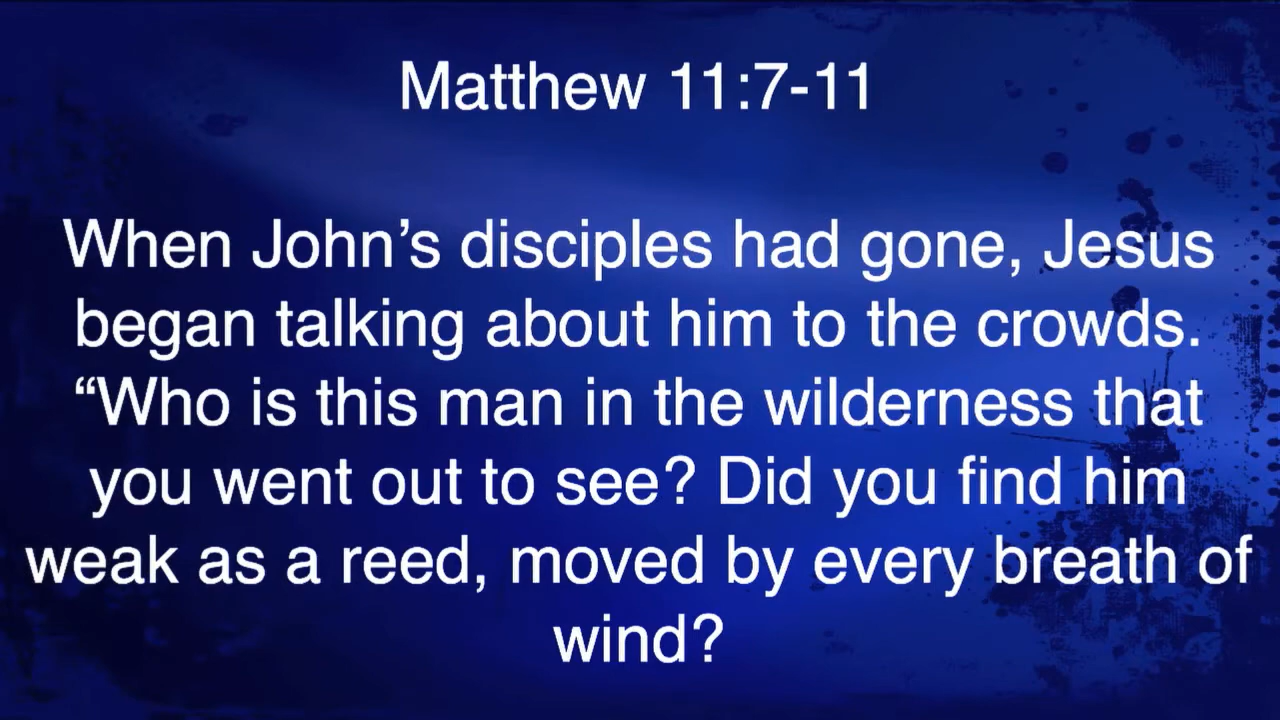 Matthew 11:7-11
When John’s disciples had gone, Jesus
began talking about him to the crowds.
“Who is this man in the wilderness that
you went out to see? Did you find him
weak as a reed, moved by every breath of
wind?